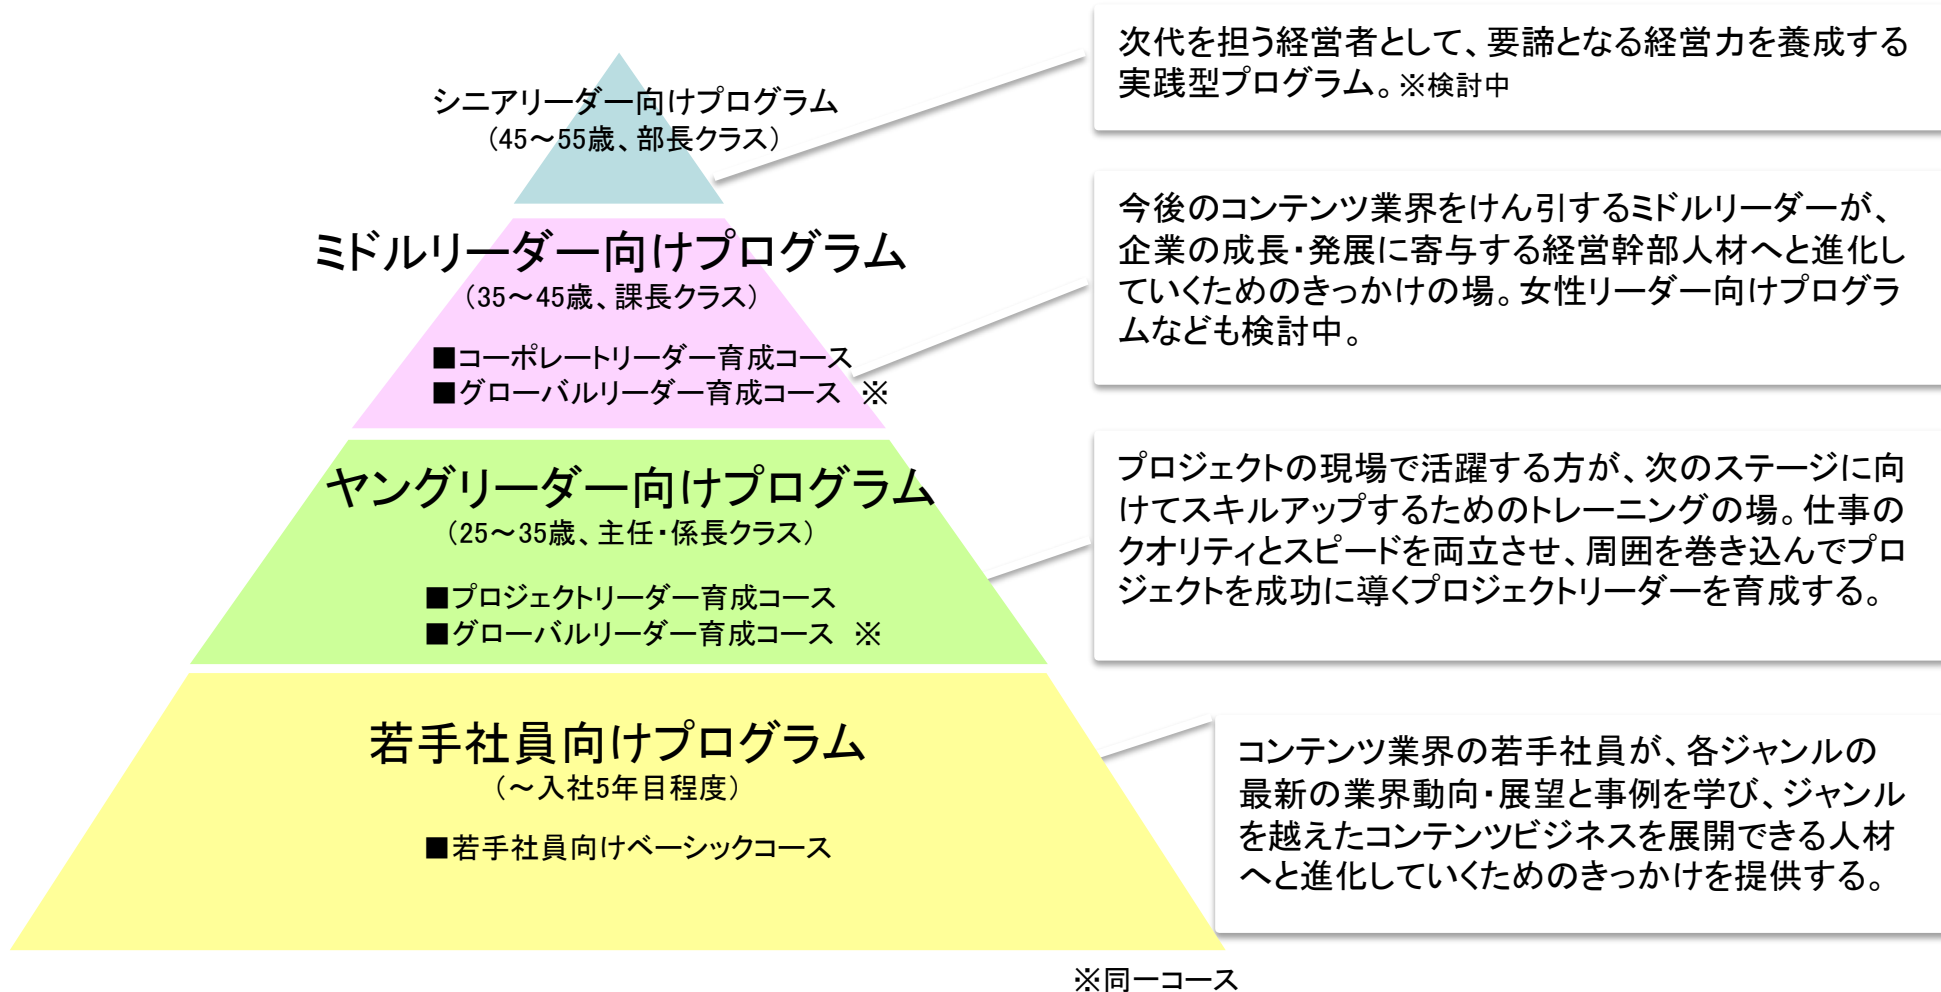 シニアリーダー向けプログラム
（45～55歳、部長クラス）
次代を担う経営者として、要諦となる経営力を養成する
実践型プログラム。※検討中
ミドルリーダー向けプログラム
（35～45歳、課長クラス）
■コーポレートリーダー育成コース
■グローバルリーダー育成コース ※
今後のコンテンツ業界をけん引するミドルリーダーが、
企業の成長・発展に寄与する経営幹部人材へと進化し
ていくためのきっかけの場。女性リーダー向けプログラ
ムなども検討中。
ヤングリーダー向けプログラム
（25～35歳、主任・係長クラス）
■プロジェクトリーダー育成コース
■グローバルリーダー育成コース ※
プロジェクトの現場で活躍する方が、次のステージに向
けてスキルアップするためのトレーニングの場。仕事の
クオリティとスピードを両立させ、周囲を巻き込んでプロ
ジェクトを成功に導くプロジェクトリーダーを育成する。
若手社員向けプログラム
（～入社5年目程度）
■若手社員向けベーシックコース
コンテンツ業界の若手社員が、各ジャンルの
最新の業界動向・展望と事例を学び、ジャンル
を越えたコンテンツビジネスを展開できる人材
へと進化していくためのきっかけを提供する。
※同一コース